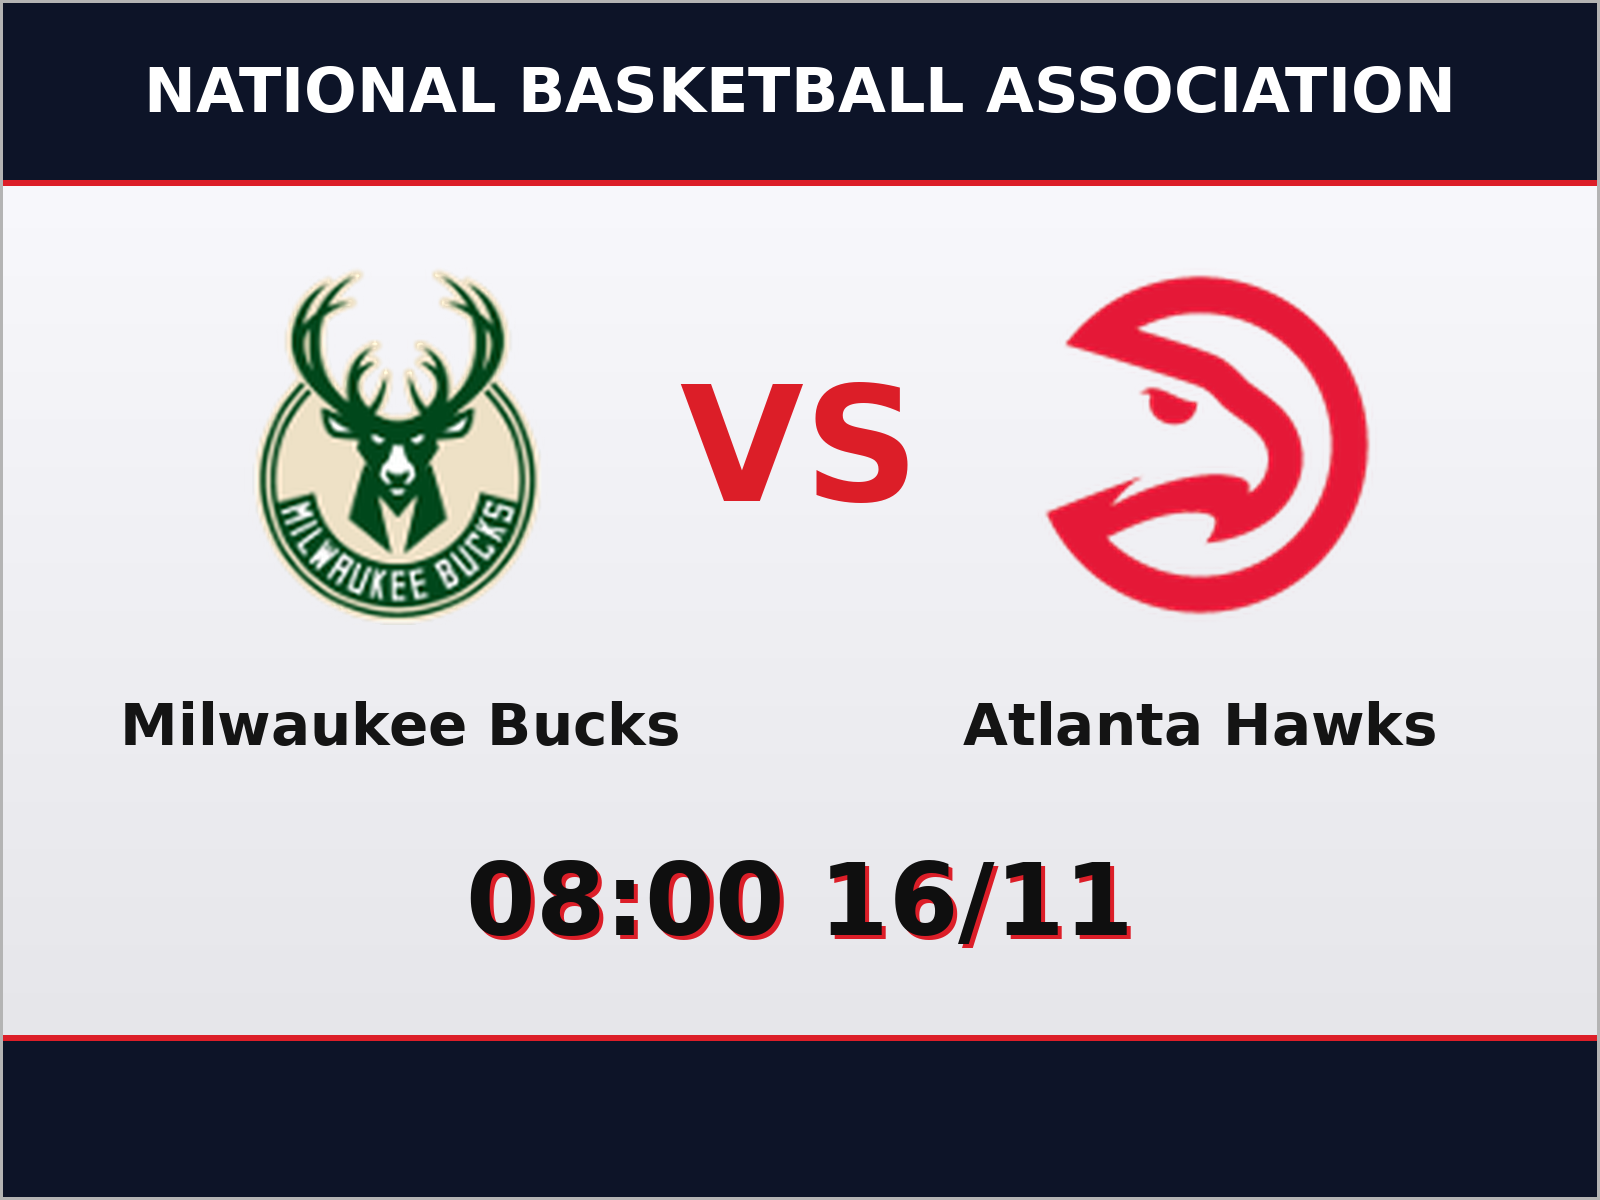 NATIONAL BASKETBALL ASSOCIATION
MILWAUKEE BUCKS
VS
Milwaukee Bucks
Atlanta Hawks
08:00 16/11